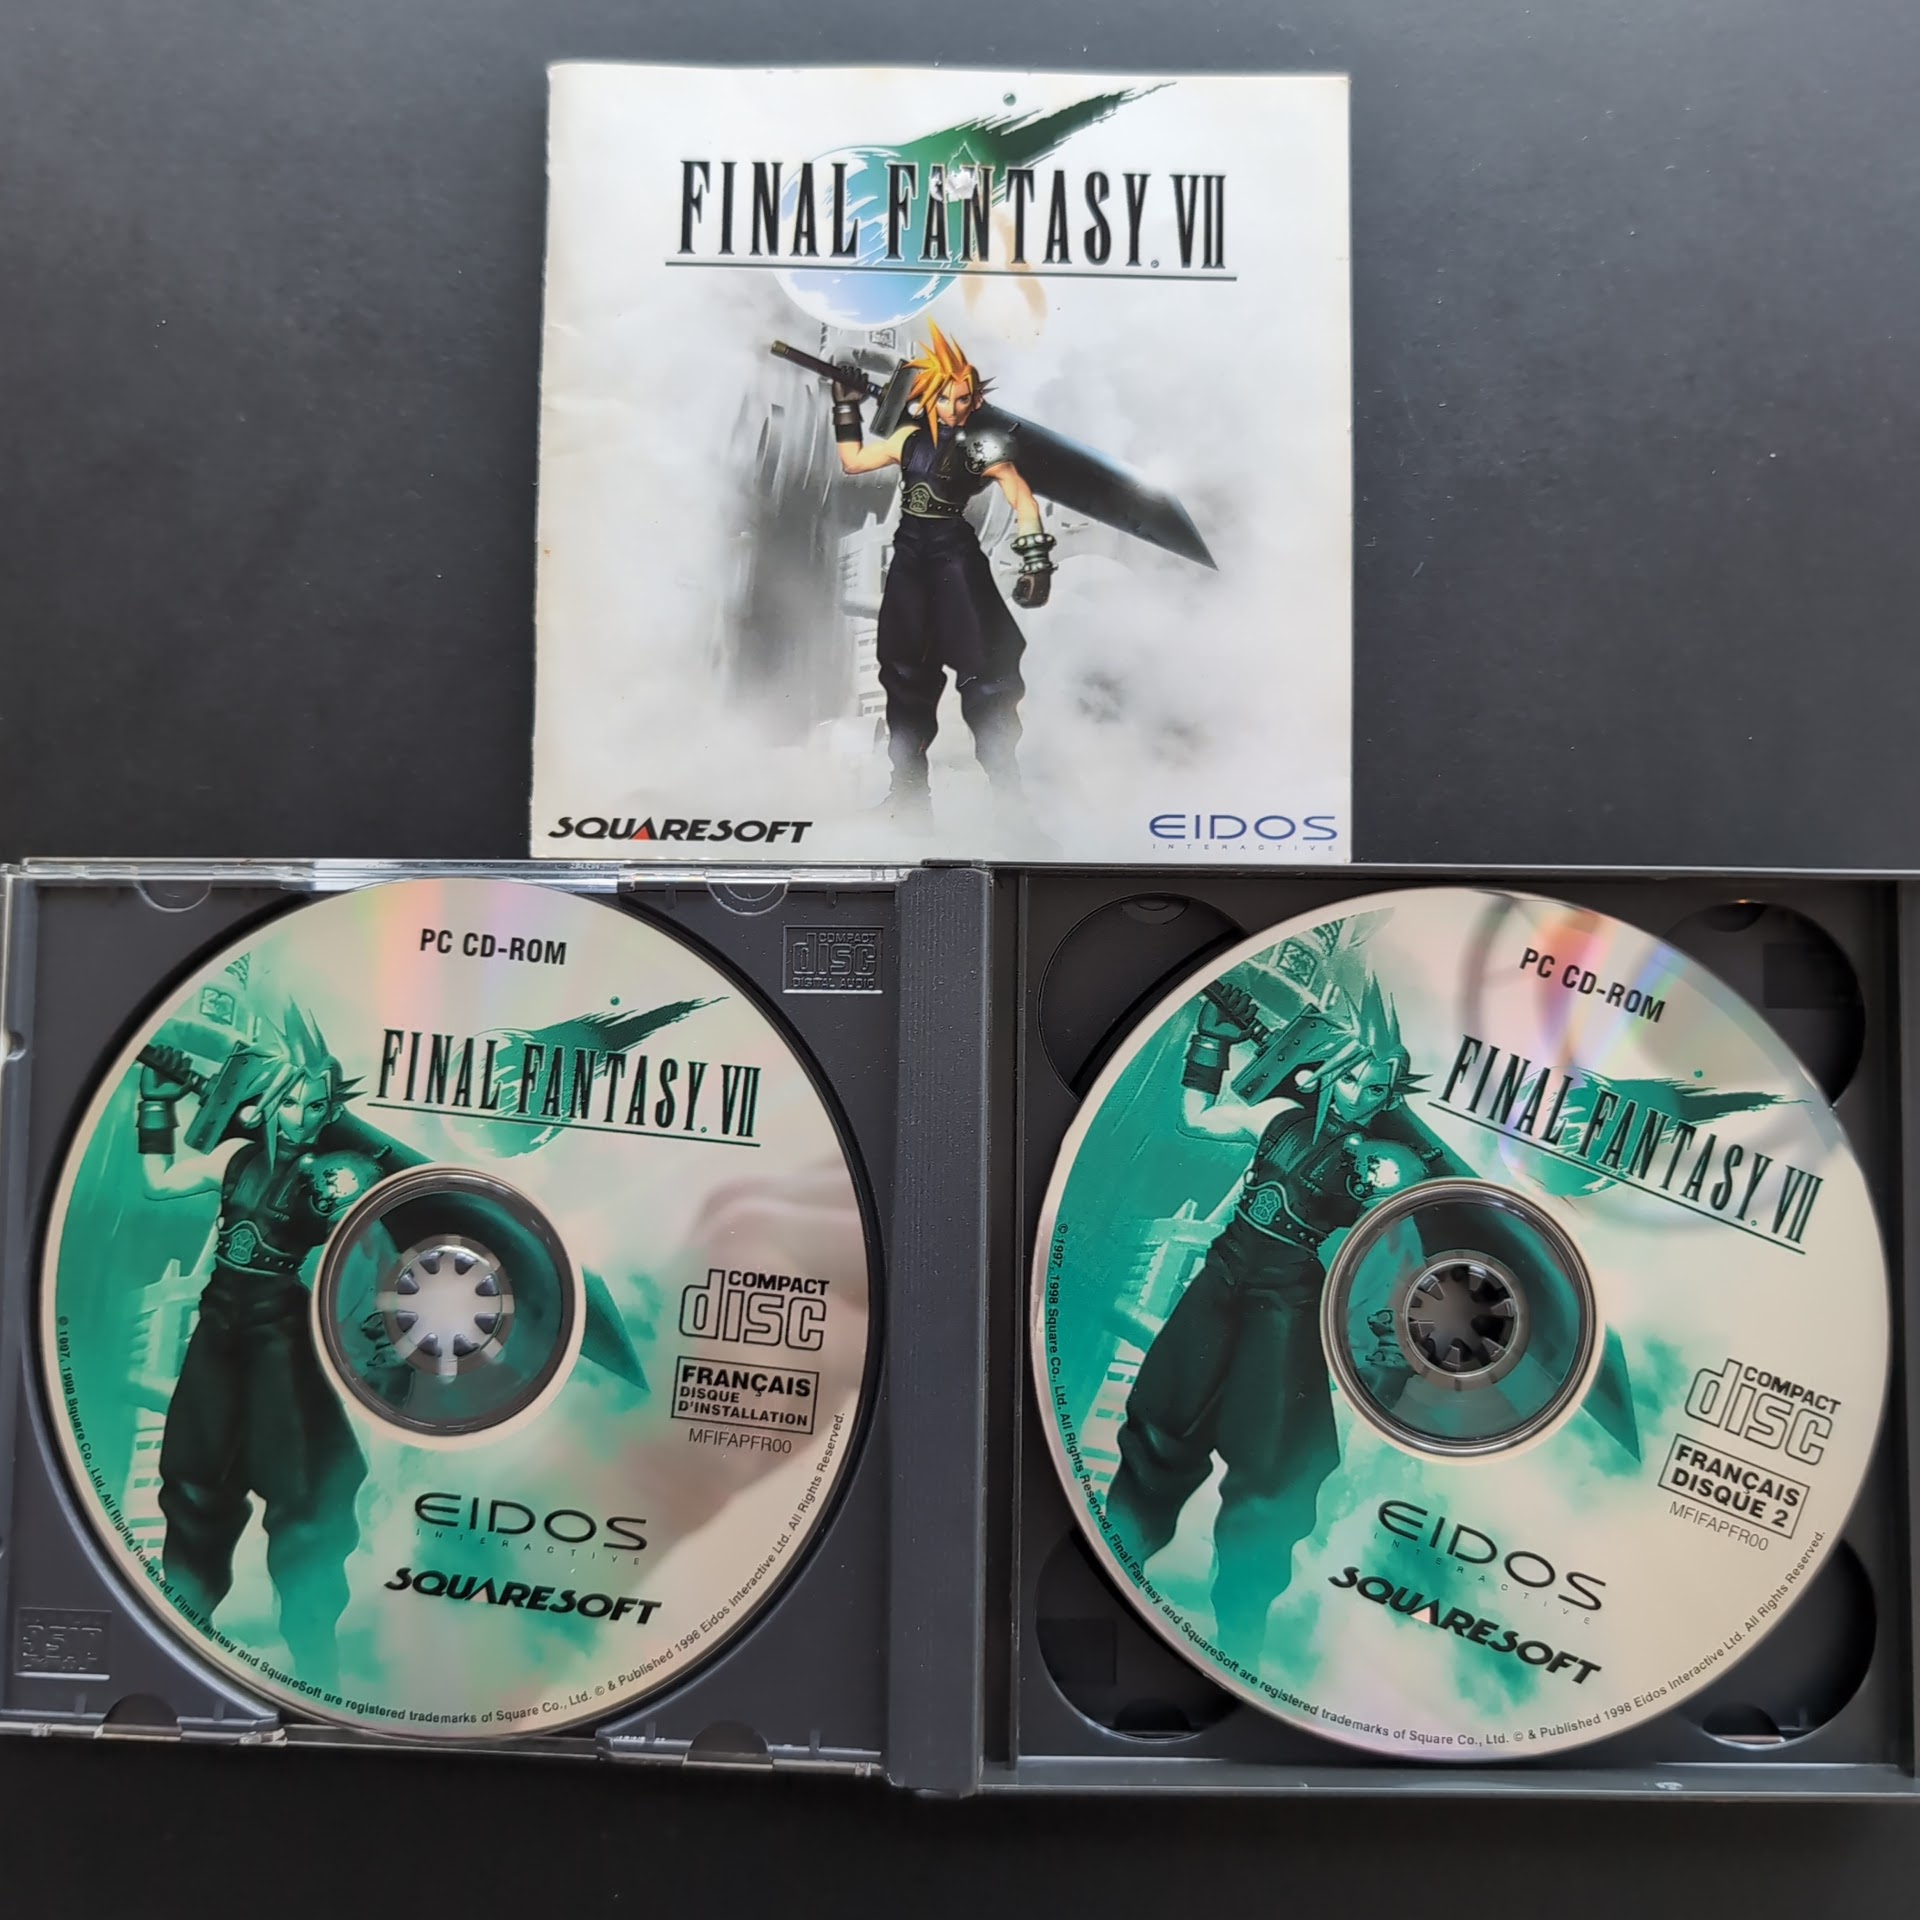 FINAL FANTASY. VII
SQUARESOFT
EIDOS
INTERACTIVE
COMPACT
disc
DIGITAL AUDIO
PC CD-ROM
FINAL FANTASY. VII
COMPACT
disc
FRANÇAIS
DISQUE
D'INSTALLATION
MFIFAPFR00
EIDOS
INTERACTIVE
SQUARESOFT
© 1997, 1998 Square Co., Ltd. All Rights Reserved. Final Fantasy and SquareSoft are registered trademarks of Square Co., Ltd. © & Published 1998 Eidos Interactive Ltd. All Rights Reserved.
PC CD-ROM
FINAL FANTASY. VII
COMPACT
disc
FRANÇAIS
DISQUE 2
MFIFAPFR00
EIDOS
INTERACTIVE
SQUARESOFT
© 1997, 1998 Square Co., Ltd. All Rights Reserved. Final Fantasy and SquareSoft are registered trademarks of Square Co., Ltd. © & Published 1998 Eidos Interactive Ltd. All Rights Reserved.